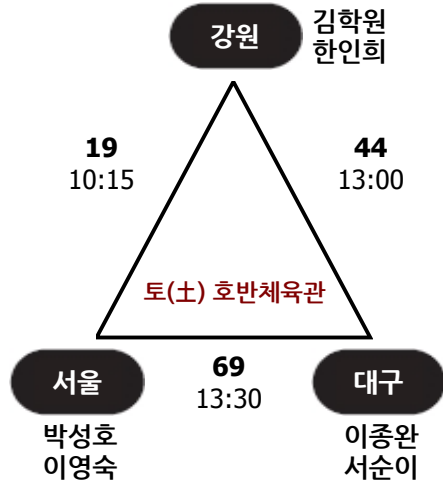 강원
김학원
한인희
19
10:15
44
13:00
토(土) 호반체육관
서울
69
13:30
대구
박성호
이영숙
이종완
서순이